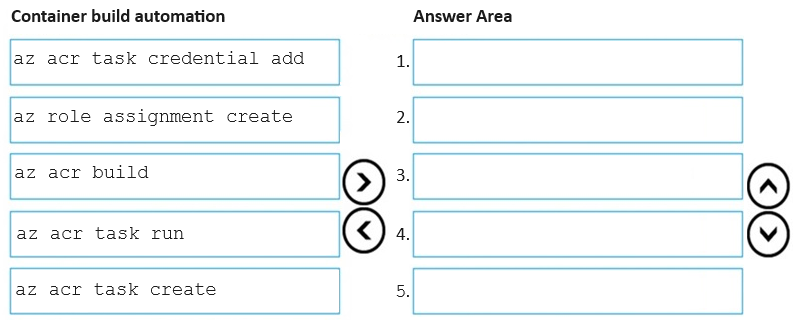 Container build automation
Answer Area
az acr task credential add
1.
az role assignment create
2.
az acr build
3.
az acr task run
4.
az acr task create
5.